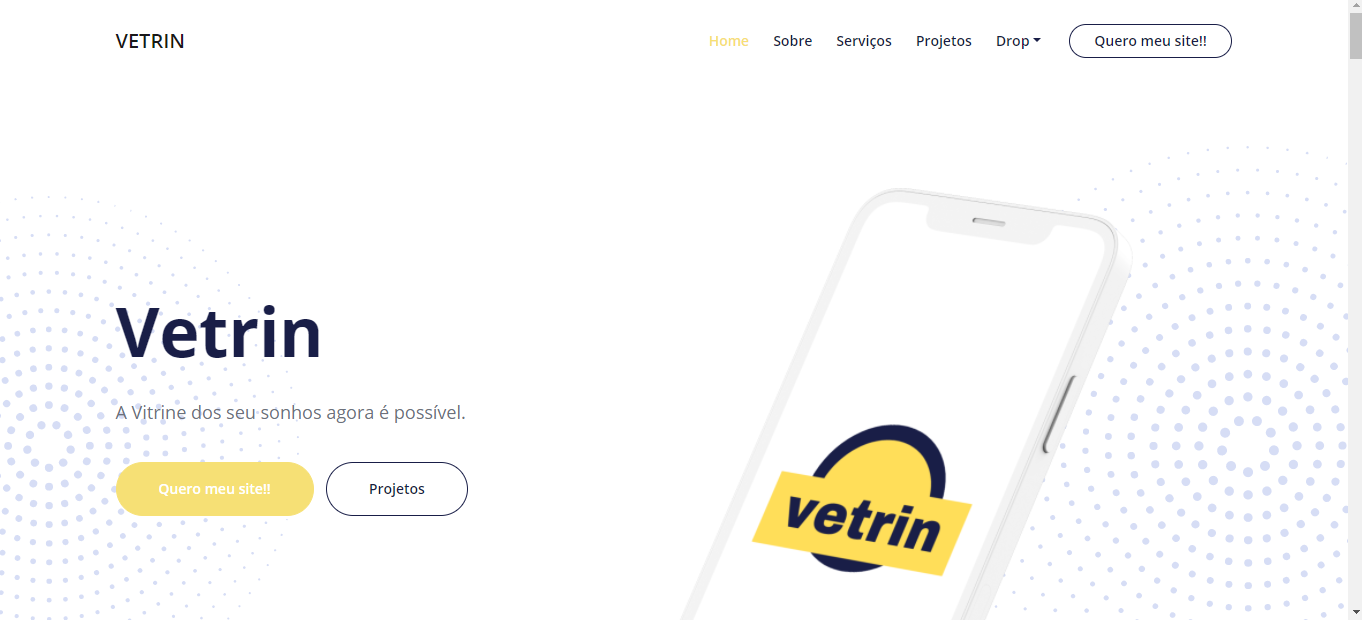 VETRIN
Home Sobre Serviços Projetos Drop Quero meu site!!
Vetrin
A Vitrine dos seu sonhos agora é possível.
Quero meu site!! Projetos
vetrin